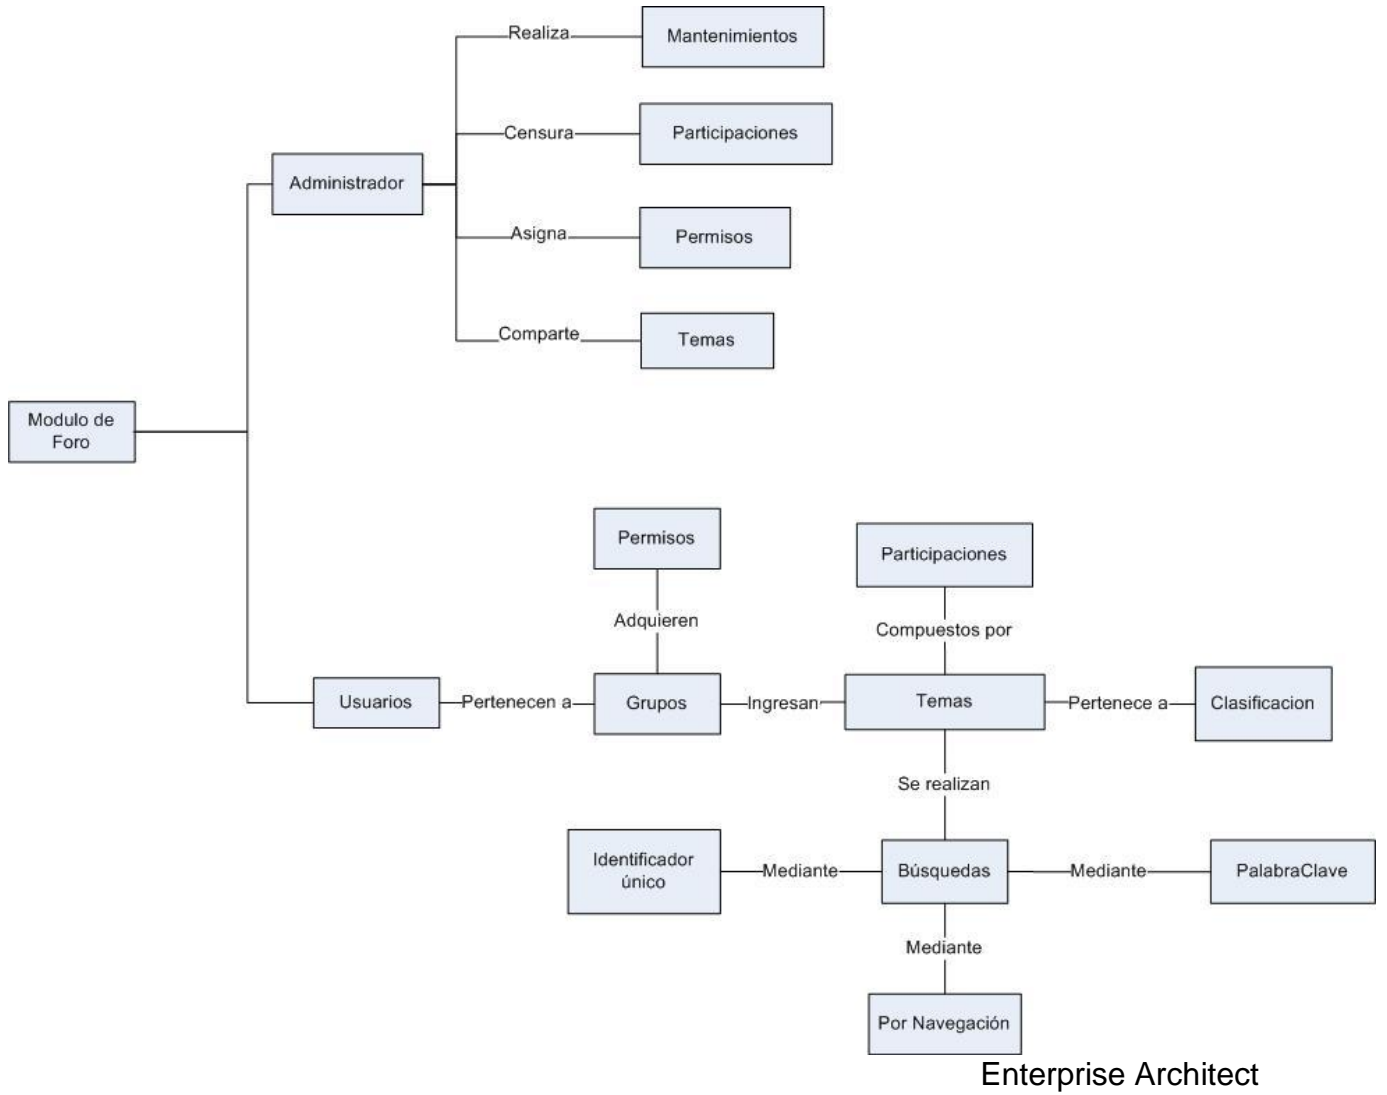 Realiza
Mantenimientos
Censura
Participaciones
Administrador
Asigna
Permisos
Comparte
Temas
Modulo de
Foro
Permisos
Participaciones
Adquieren
Compuestos por
Usuarios
Pertenecen a
Grupos
Ingresan
Temas
Pertenece a
Clasificacion
Se realizan
Identificador
único
Mediante
Búsquedas
Mediante
PalabraClave
Mediante
Por Navegación
Enterprise Architect